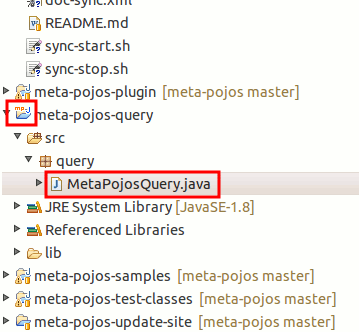 doc-sync.xml
README.md
sync-start.sh
sync-stop.sh
meta-pojos-plugin [meta-pojos master]
meta-pojos-query
src
query
MetaPojosQuery.java
JRE System Library [JavaSE-1.8]
Referenced Libraries
lib
meta-pojos-samples [meta-pojos master]
meta-pojos-test-classes [meta-pojos master]
meta-pojos-update-site [meta-pojos master]